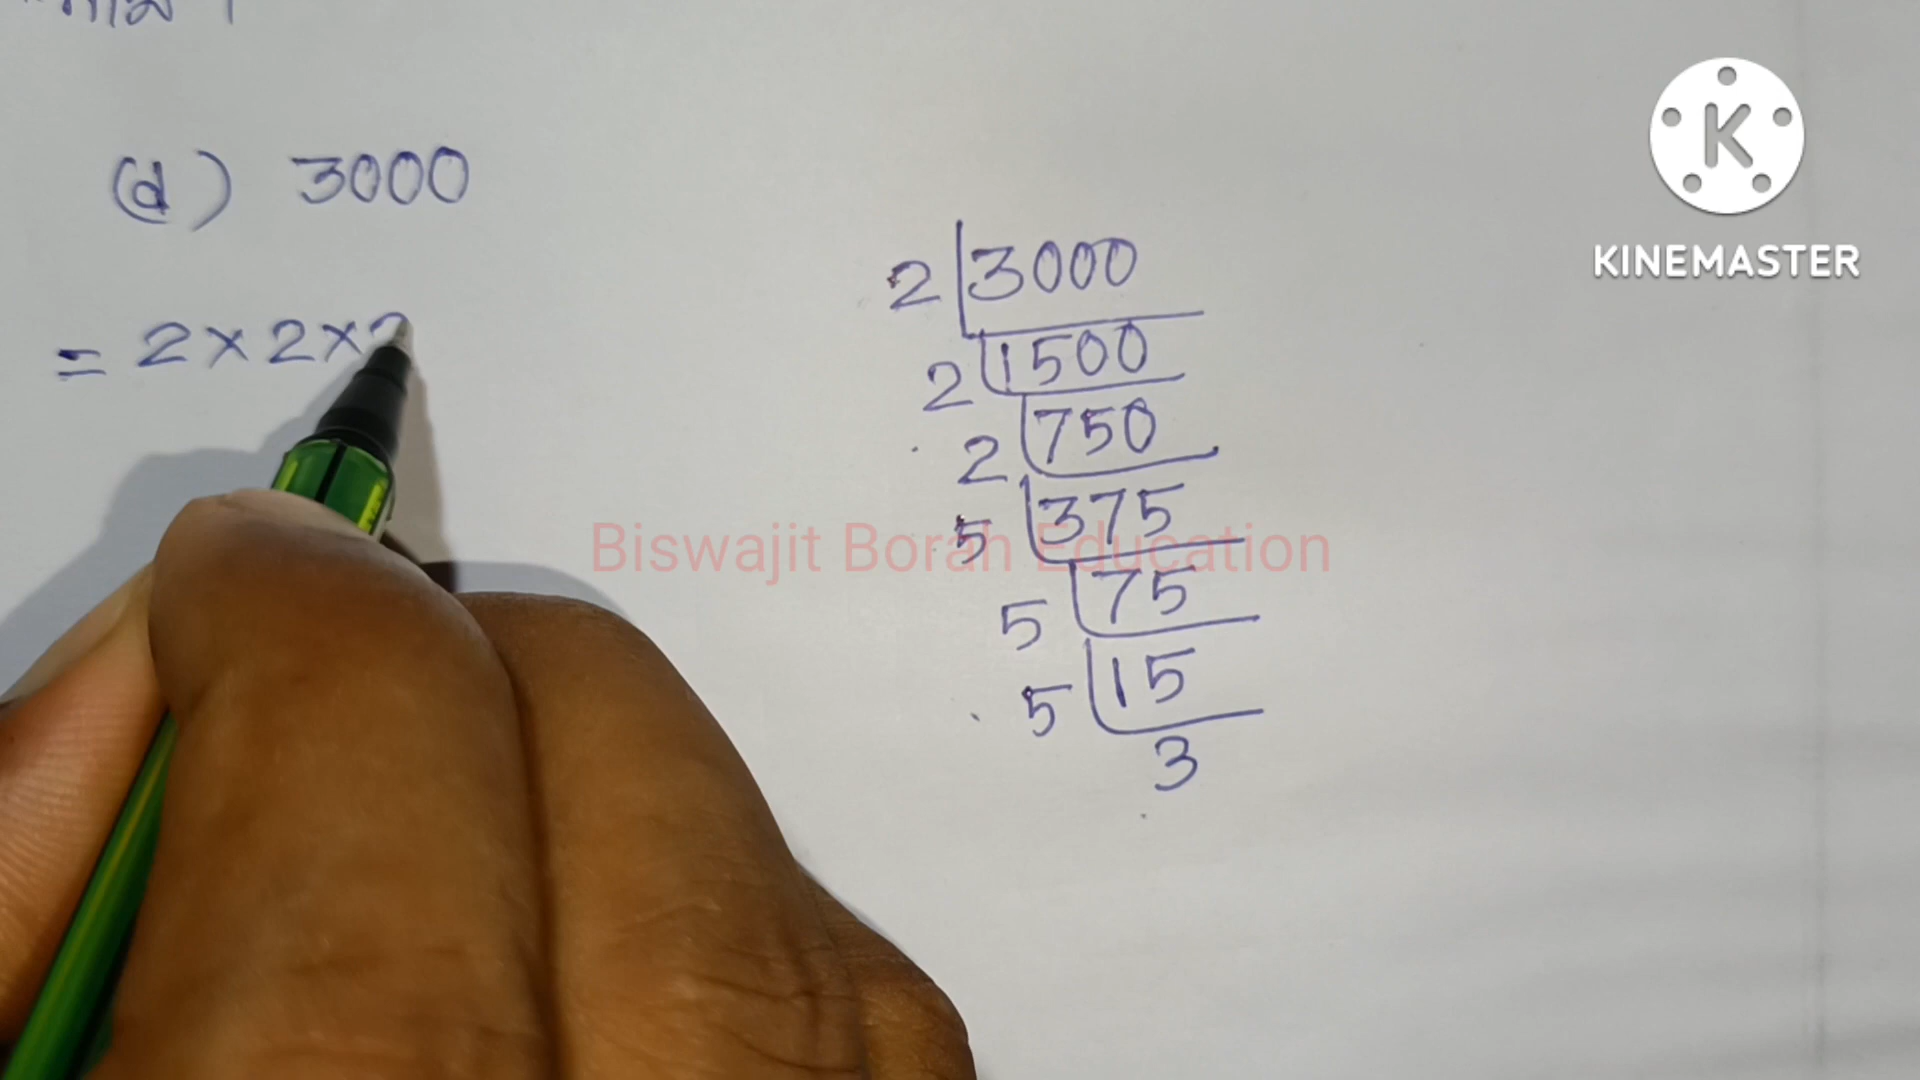 (d) 3000
= 2 × 2 × 2
2 3000
2 1500
2 750
5 375
5 75
5 15
3
KINEMASTER
Biswajit Borah Education